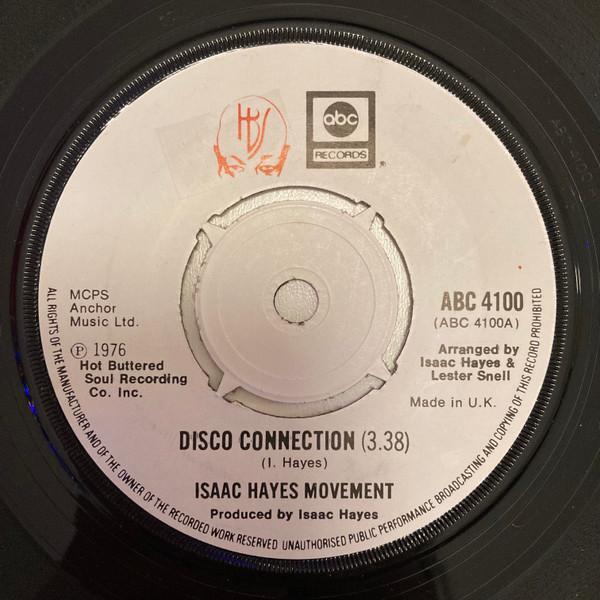 HBS
abc
RECORDS
®
MCPS
Anchor
Music Ltd.
Ⓟ 1976
Hot Buttered
Soul Recording
Co. Inc.
ABC 4100
(ABC 4100A)
Arranged by
Isaac Hayes &
Lester Snell
Made in U.K.
DISCO CONNECTION (3.38)
(I. Hayes)
ISAAC HAYES MOVEMENT
Produced by Isaac Hayes
ALL RIGHTS OF THE MANUFACTURER AND OF THE OWNER OF THE RECORDED WORK RESERVED UNAUTHORISED PUBLIC PERFORMANCE BROADCASTING AND COPYING OF THIS RECORD PROHIBITED